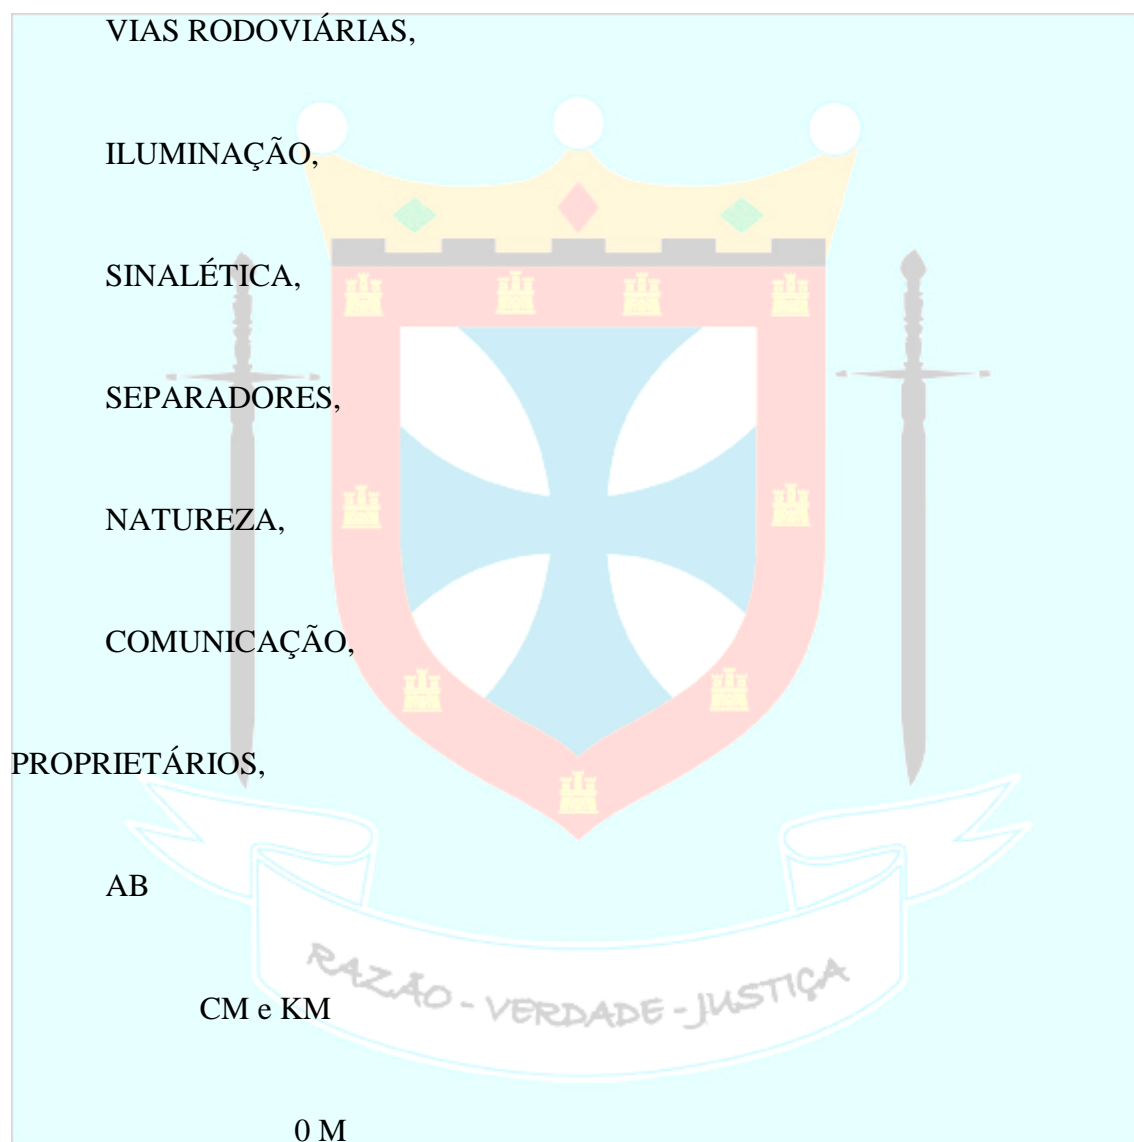 VIAS RODOVIÁRIAS,
ILUMINAÇÃO,
SINALÉTICA,
SEPARADORES,
NATUREZA,
COMUNICAÇÃO,
PROPRIETÁRIOS,
AB
RAZÃO - VERDADE - JUSTIÇA
CM e KM
0 M